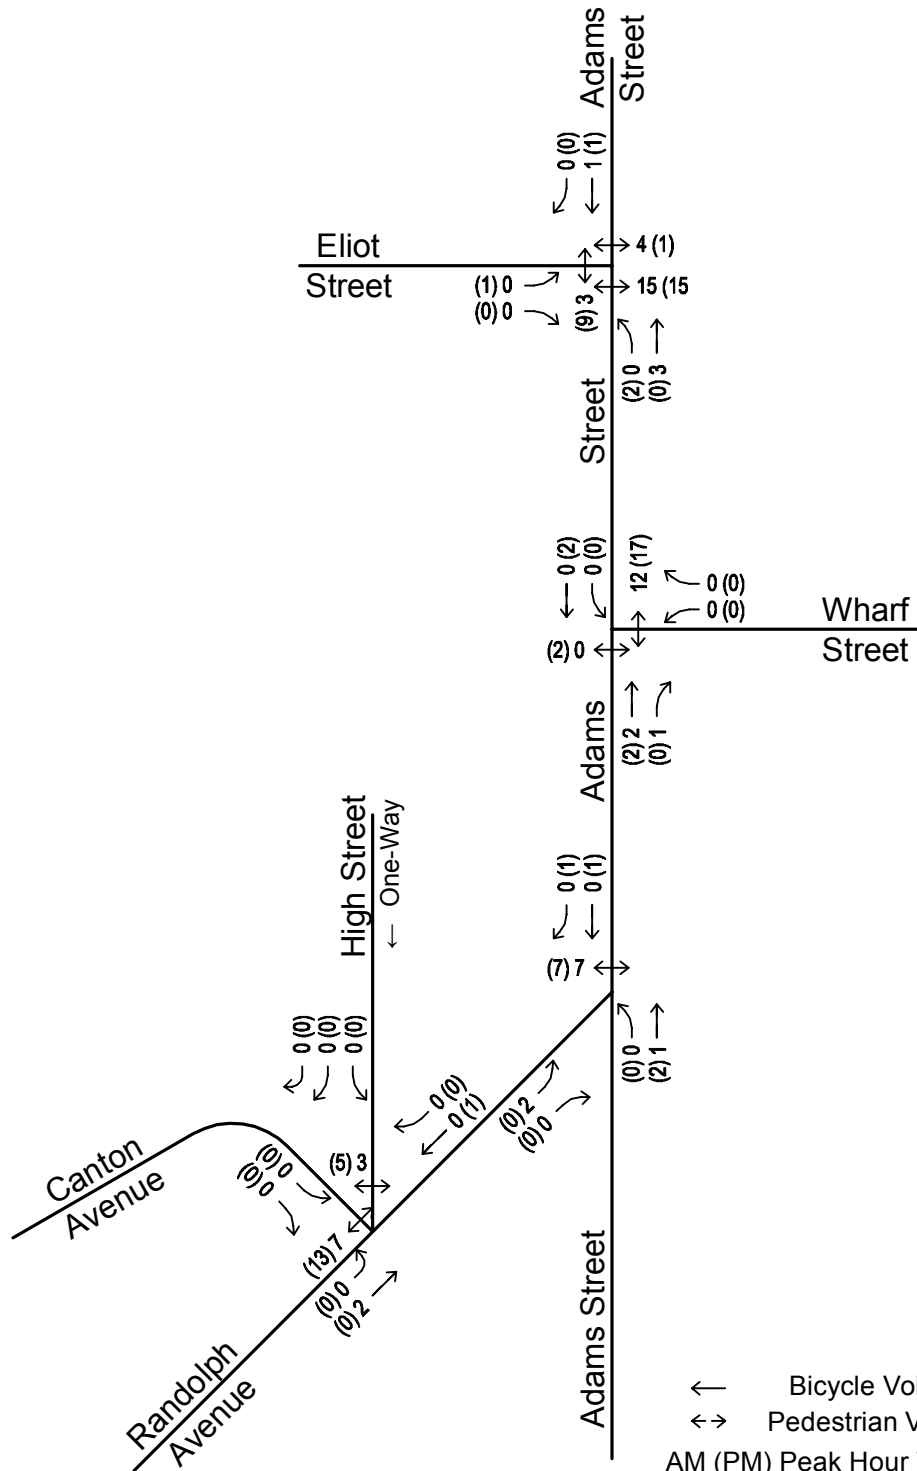 Adams
Street
0 (0)
1 (1)
4 (1)
Eliot
Street
(1) 0
(0) 0
(9) 3
15 (15
(2) 0
(0) 3
Street
0 (2)
0 (0)
12 (17)
0 (0)
0 (0)
Wharf
Street
(2) 0
(2) 2
(0) 1
Adams
High Street
← One-Way
0 (1)
0 (1)
(7) 7
0 (0)
0 (0)
0 (0)
(0) 0
(2) 1
0 (0)
0 (1)
(0) 2
(0) 0
Canton
Avenue
(0) 0
(0) 0
(5) 3
(13) 7
(0) 0
(0) 2
Randolph
Avenue
Adams Street
Bicycle Vol
Pedestrian V
AM (PM) Peak Hour